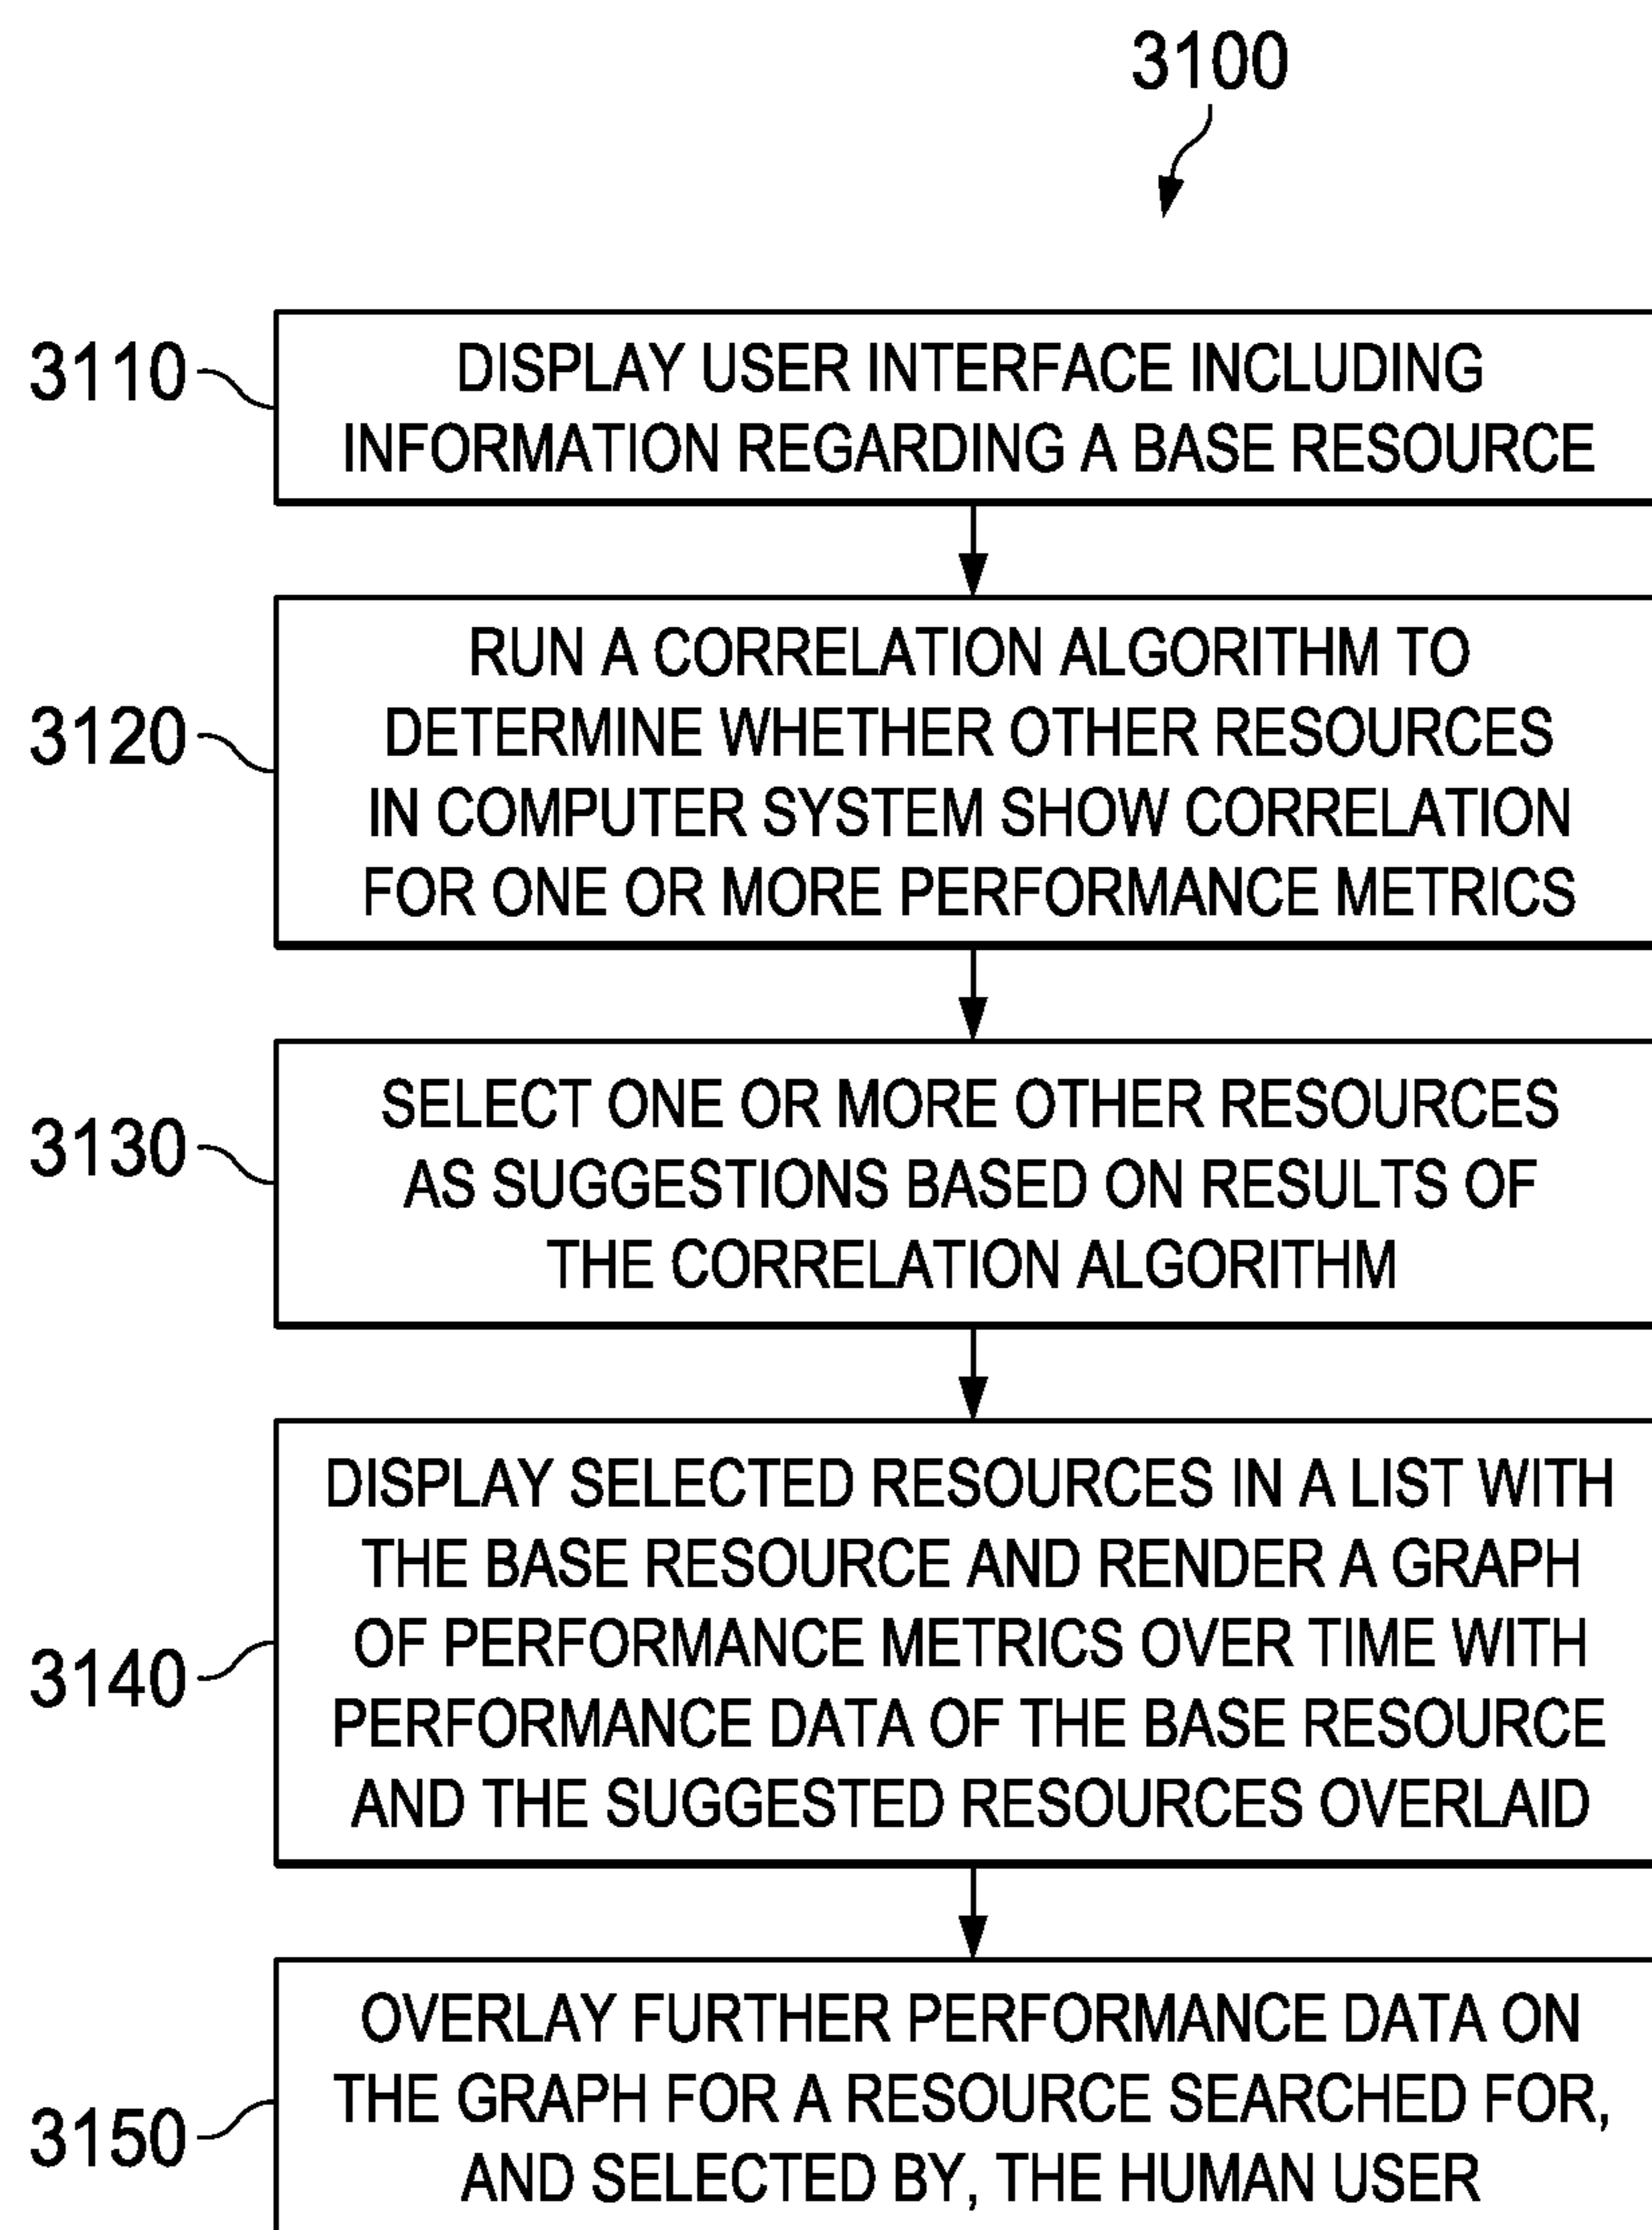 3100
3110
DISPLAY USER INTERFACE INCLUDING
INFORMATION REGARDING A BASE RESOURCE
3120
RUN A CORRELATION ALGORITHM TO
DETERMINE WHETHER OTHER RESOURCES
IN COMPUTER SYSTEM SHOW CORRELATION
FOR ONE OR MORE PERFORMANCE METRICS
3130
SELECT ONE OR MORE OTHER RESOURCES
AS SUGGESTIONS BASED ON RESULTS OF
THE CORRELATION ALGORITHM
3140
DISPLAY SELECTED RESOURCES IN A LIST WITH
THE BASE RESOURCE AND RENDER A GRAPH
OF PERFORMANCE METRICS OVER TIME WITH
PERFORMANCE DATA OF THE BASE RESOURCE
AND THE SUGGESTED RESOURCES OVERLAID
3150
OVERLAY FURTHER PERFORMANCE DATA ON
THE GRAPH FOR A RESOURCE SEARCHED FOR,
AND SELECTED BY, THE HUMAN USER